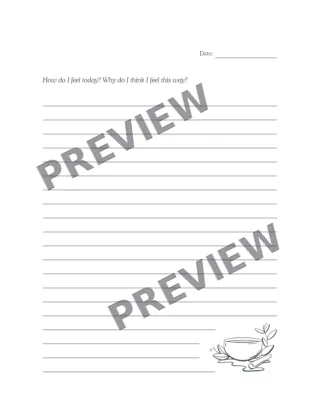 Date:
How do I feel today? Why do I think I feel this way?
PREVIEW
PREVIEW